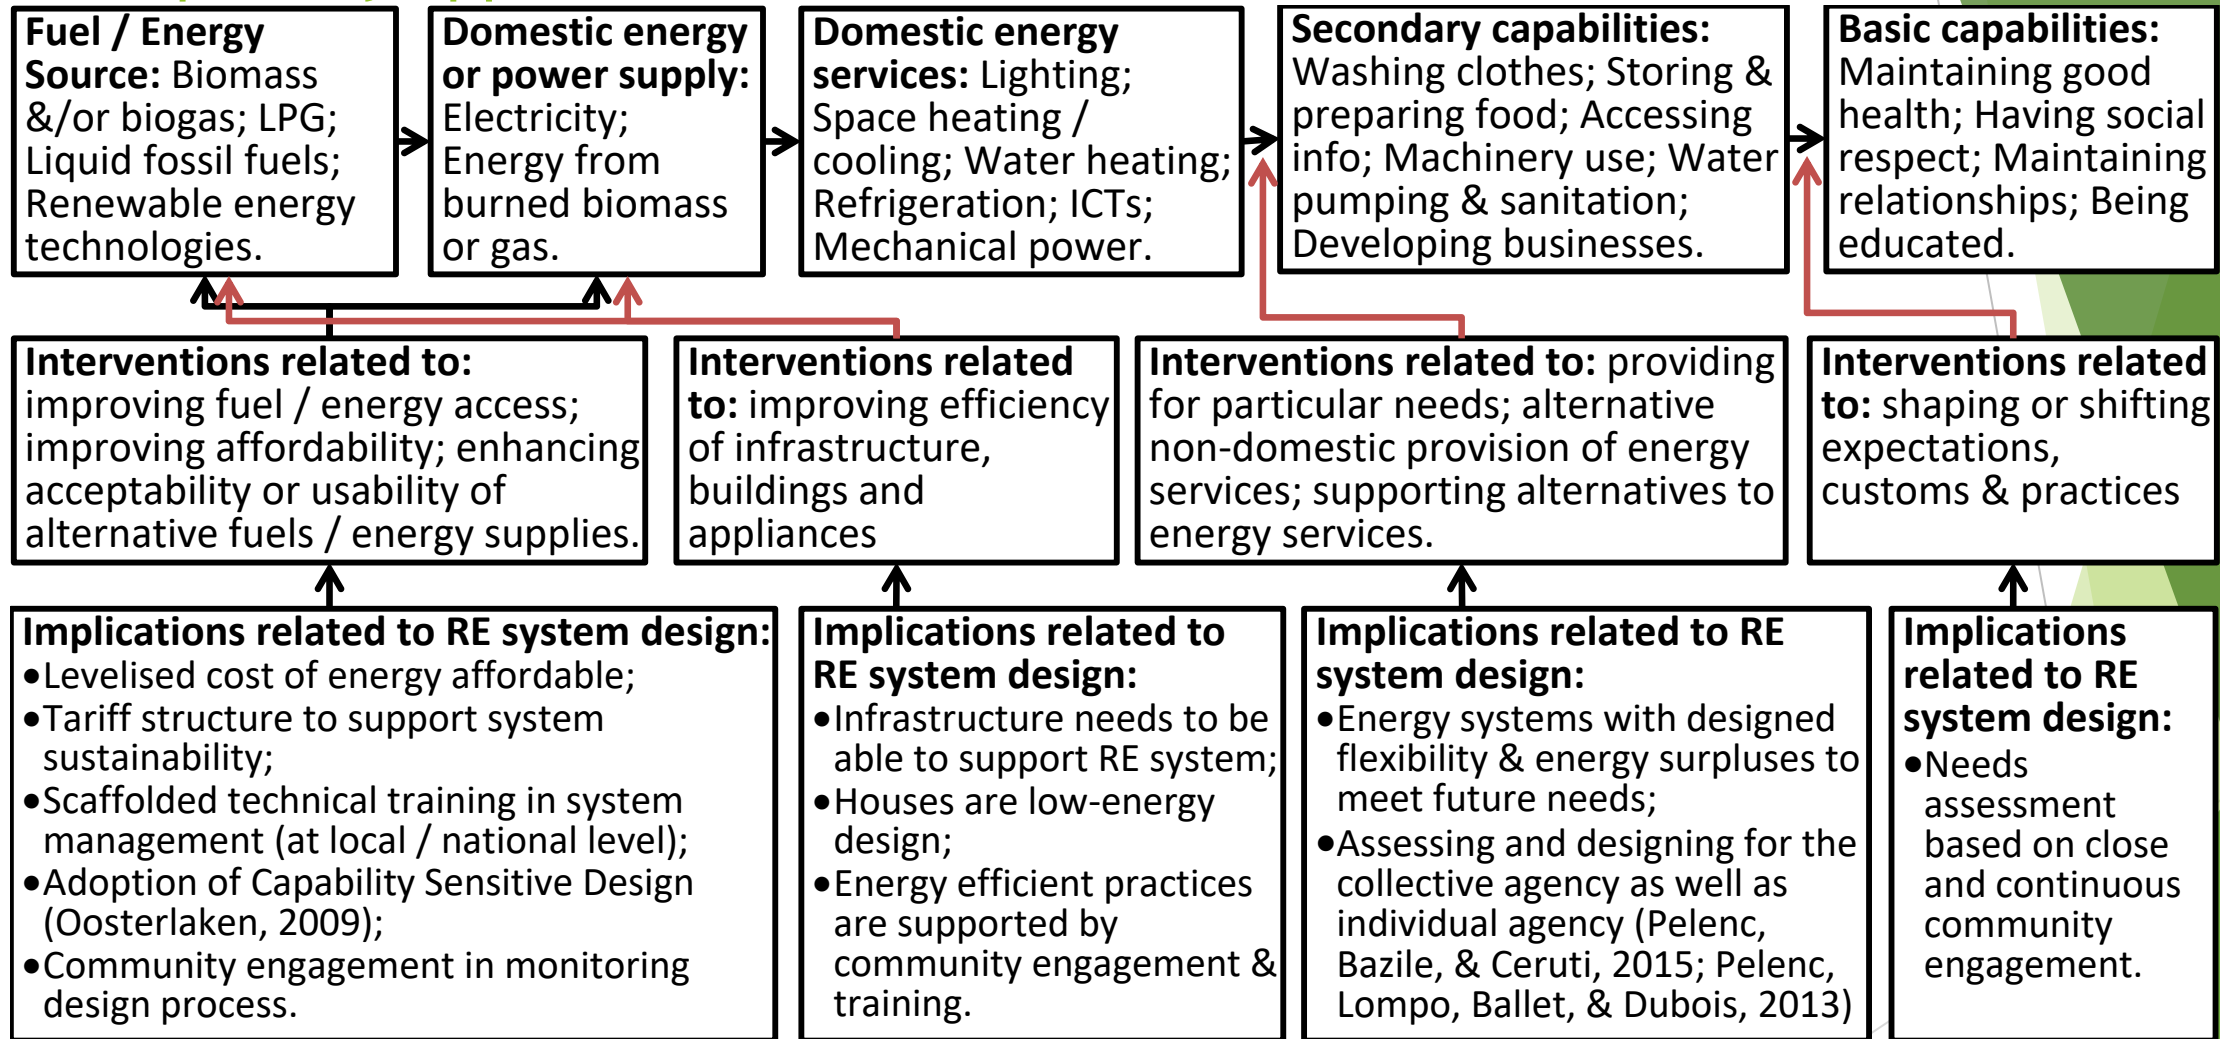 Fuel / Energy
Source: Biomass
&/or biogas; LPG;
Liquid fossil fuels;
Renewable energy
technologies.
Domestic energy
or power supply:
Electricity;
Energy from
burned biomass
or gas.
Domestic energy
services: Lighting;
Space heating /
cooling; Water heating;
Refrigeration; ICTs;
Mechanical power.
Secondary capabilities:
Washing clothes; Storing &
preparing food; Accessing
info; Machinery use; Water
pumping & sanitation;
Developing businesses.
Basic capabilities:
Maintaining good
health; Having social
respect; Maintaining
relationships; Being
educated.
Interventions related to:
improving fuel / energy access;
improving affordability; enhancing
acceptability or usability of
alternative fuels / energy supplies.
Interventions related
to: improving efficiency
of infrastructure,
buildings and
appliances
Interventions related to: providing
for particular needs; alternative
non-domestic provision of energy
services; supporting alternatives to
energy services.
Interventions related
to: shaping or shifting
expectations,
customs & practices
Implications related to RE system design:
•Levelised cost of energy affordable;
•Tariff structure to support system
sustainability;
•Scaffolded technical training in system
management (at local / national level);
•Adoption of Capability Sensitive Design
(Oosterlaken, 2009);
•Community engagement in monitoring
design process.
Implications related to
RE system design:
•Infrastructure needs to be
able to support RE system;
•Houses are low-energy
design;
•Energy efficient practices
are supported by
community engagement &
training.
Implications related to RE
system design:
•Energy systems with designed
flexibility & energy surpluses to
meet future needs;
•Assessing and designing for the
collective agency as well as
individual agency (Pelenc,
Bazile, & Ceruti, 2015; Pelenc,
Lompo, Ballet, & Dubois, 2013)
Implications
related to RE
system design:
•Needs
assessment
based on close
and continuous
community
engagement.